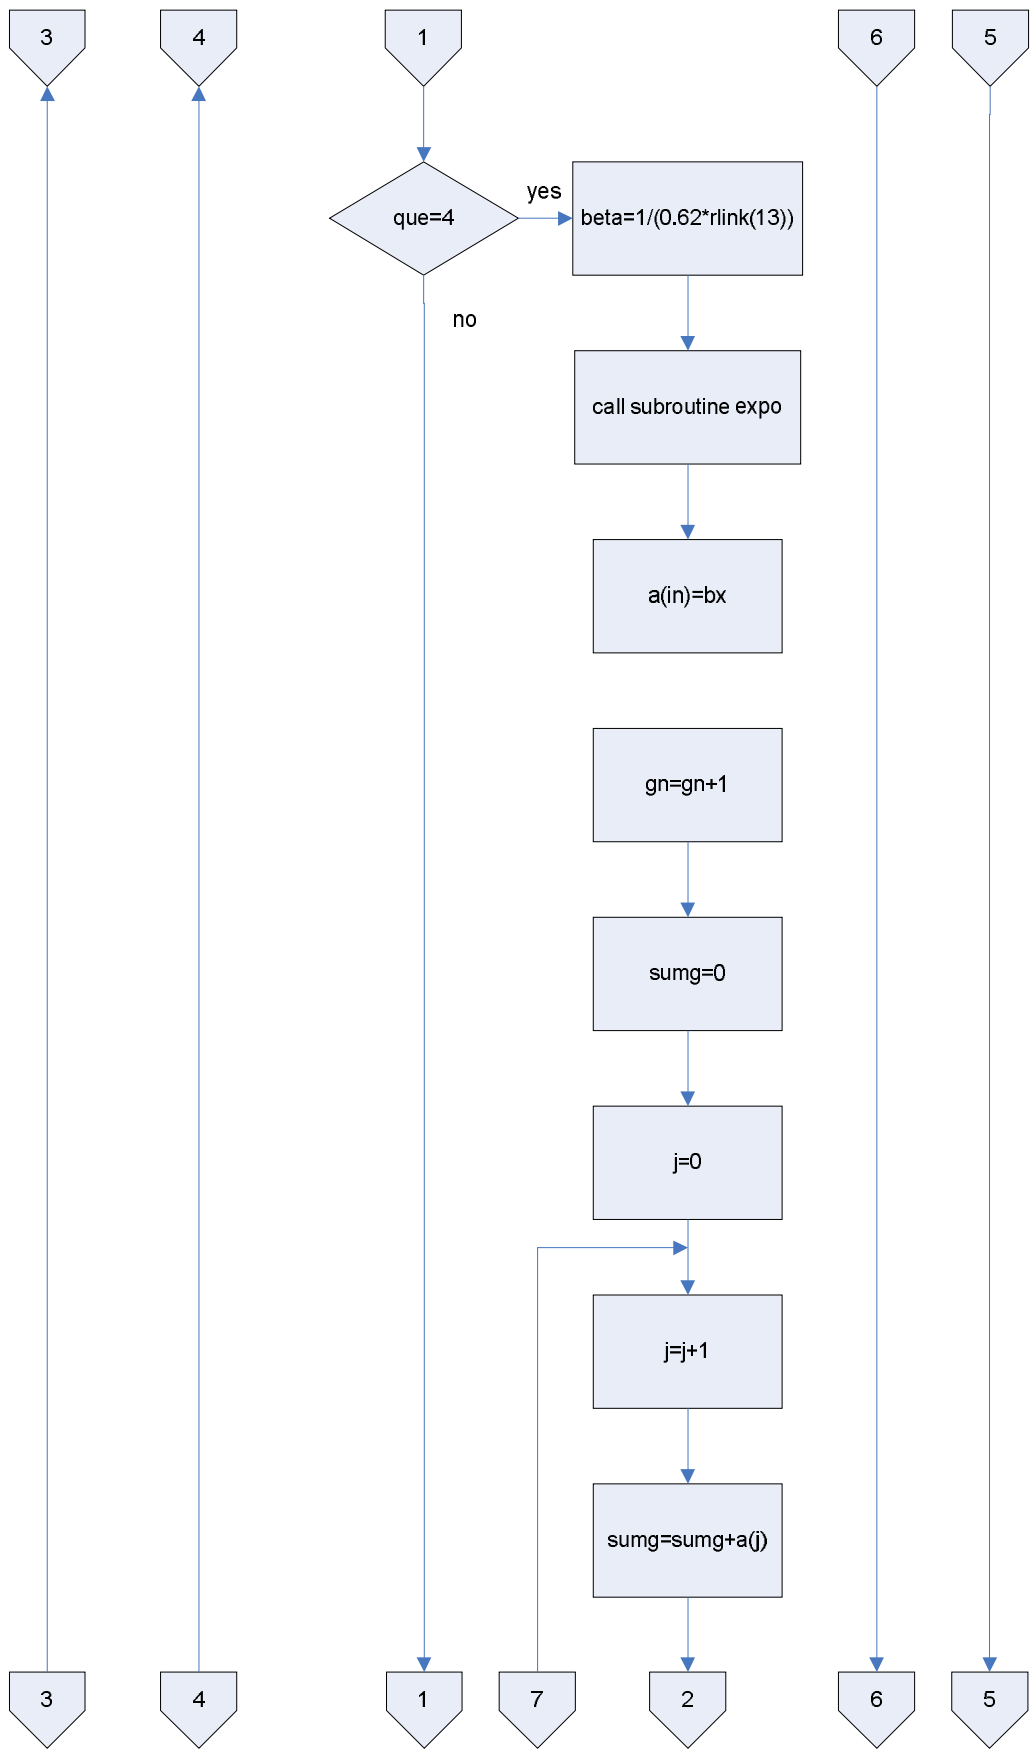 3
4
1
6
5
que=4
yes
beta=1/(0.62*rlink(13))
no
call subroutine expo
a(in)=bx
gn=gn+1
sumg=0
j=0
j=j+1
sumg=sumg+a(j)
3
4
1
7
2
6
5